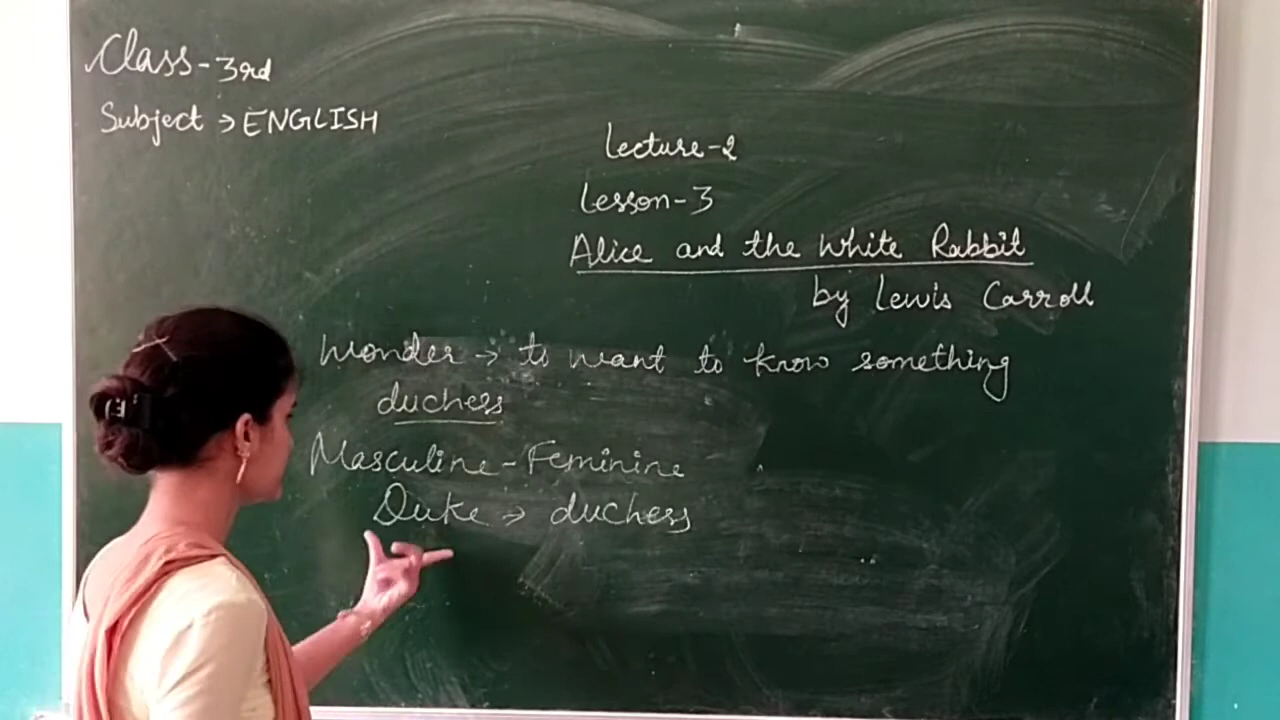 Class-3rd
Subject → ENGLISH
Lecture-2
Lesson-3
Alice and the White Rabbit
by Lewis Carroll
Wonder → to want to know something
duchess
Masculine-Feminine
Duke → duchess